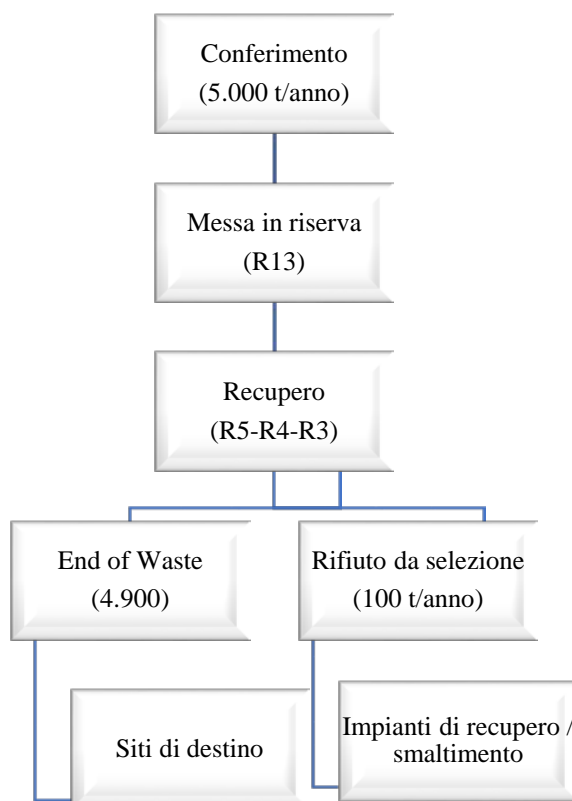 Conferimento
(5.000 t/anno)
Messa in riserva
(R13)
Recupero
(R5-R4-R3)
End of Waste
(4.900)
Rifiuto da selezione
(100 t/anno)
Siti di destino
Impianti di recupero /
smaltimento